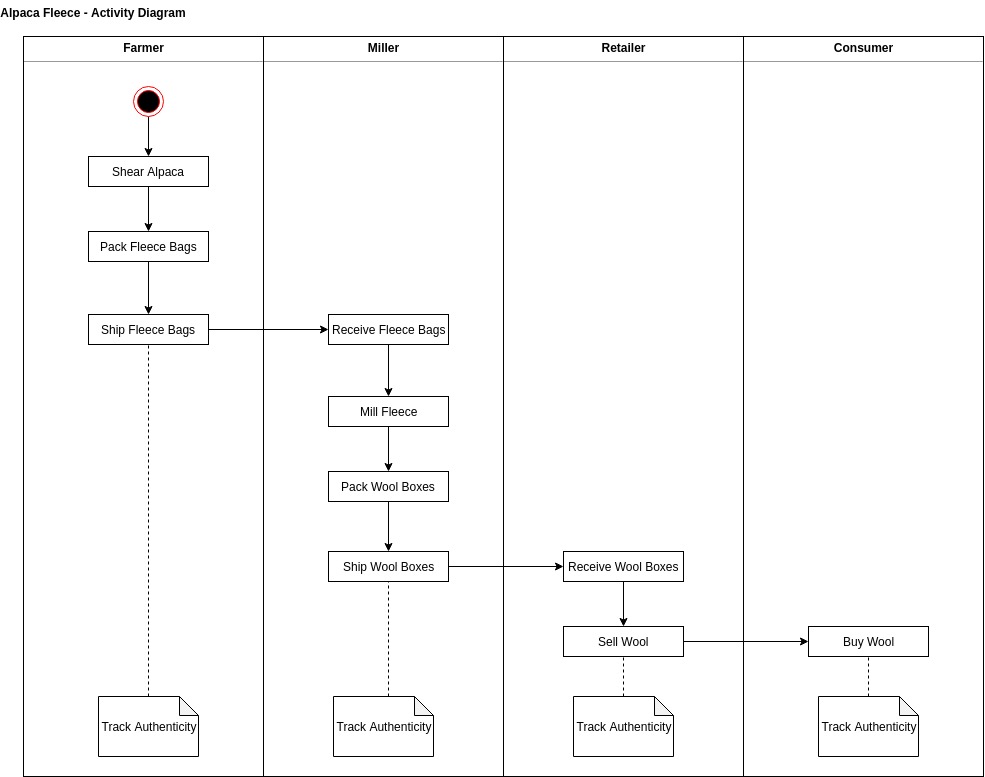 Alpaca Fleece - Activity Diagram
Farmer
Miller
Retailer
Consumer
Shear Alpaca
Pack Fleece Bags
Ship Fleece Bags
Receive Fleece Bags
Mill Fleece
Pack Wool Boxes
Ship Wool Boxes
Receive Wool Boxes
Sell Wool
Buy Wool
Track Authenticity
Track Authenticity
Track Authenticity
Track Authenticity